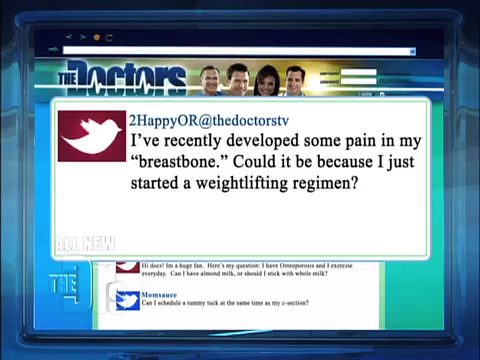 THE DOCTORS
2HappyOR@thedoctorstv
I've recently developed some pain in my
“breastbone.” Could it be because I just
started a weightlifting regimen?
ALL NEW
THE
Hi docs! Im a huge fan. Here's my question: I have Osteoporosis and I exercise
everyday. Can I have almond milk, or should I stick with whole milk?
Momsauce
Can I schedule a tummy tuck at the same time as my c-section?